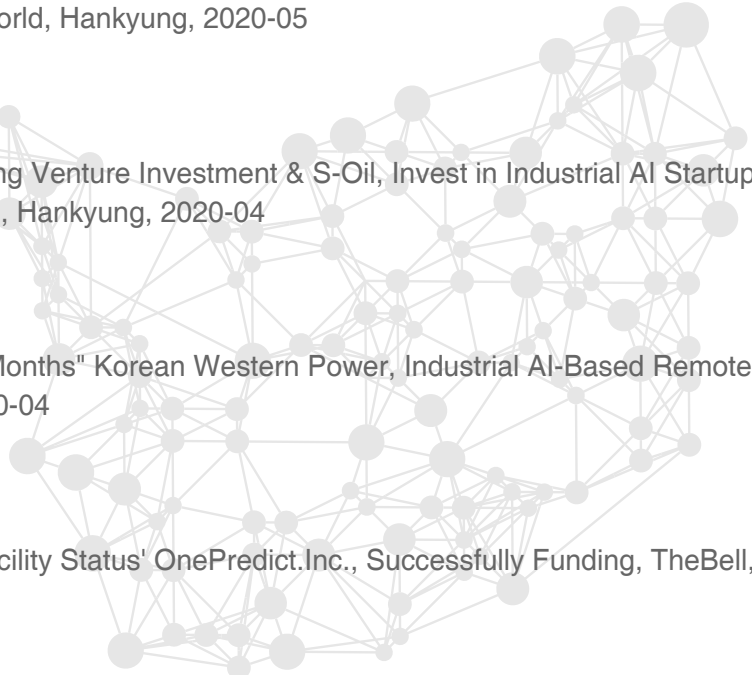 orld, Hankyung, 2020-05
ng Venture Investment & S-Oil, Invest in Industrial AI Startup
, Hankyung, 2020-04
Months" Korean Western Power, Industrial AI-Based Remote
0-04
cility Status' OnePredict.Inc., Successfully Funding, TheBell,